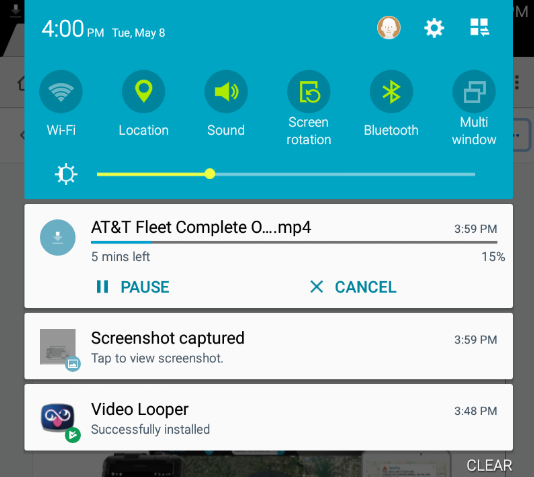 PM
4:00 PM Tue, May 8
Wi-Fi
Location
Sound
Screen
rotation
Bluetooth
Multi
window
AT&T Fleet Complete O....mp4
3:59 PM
5 mins left
15%
PAUSE
CANCEL
Screenshot captured
3:59 PM
Tap to view screenshot.
Video Looper
3:48 PM
Successfully installed
CLEAR